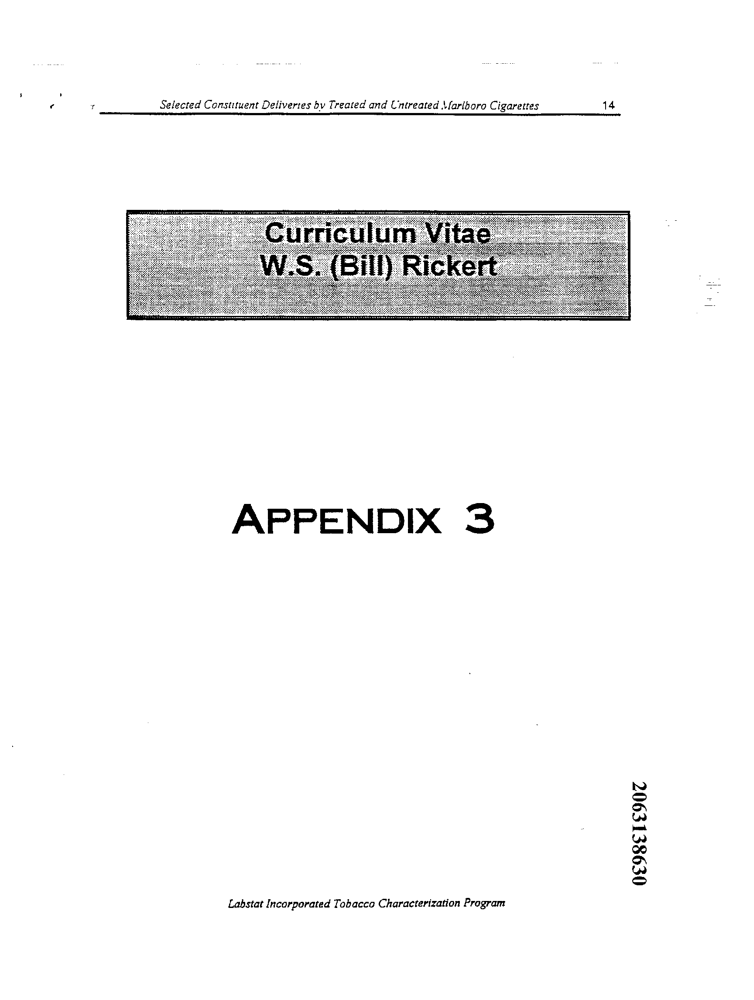 Selected Constituent Deliveries by Treated and Untreated Marlboro Cigarettes 14
Curriculum Vitae
W.S. (Bill) Rickert
APPENDIX 3
2063138630
Labstat Incorporated Tobacco Characterization Program